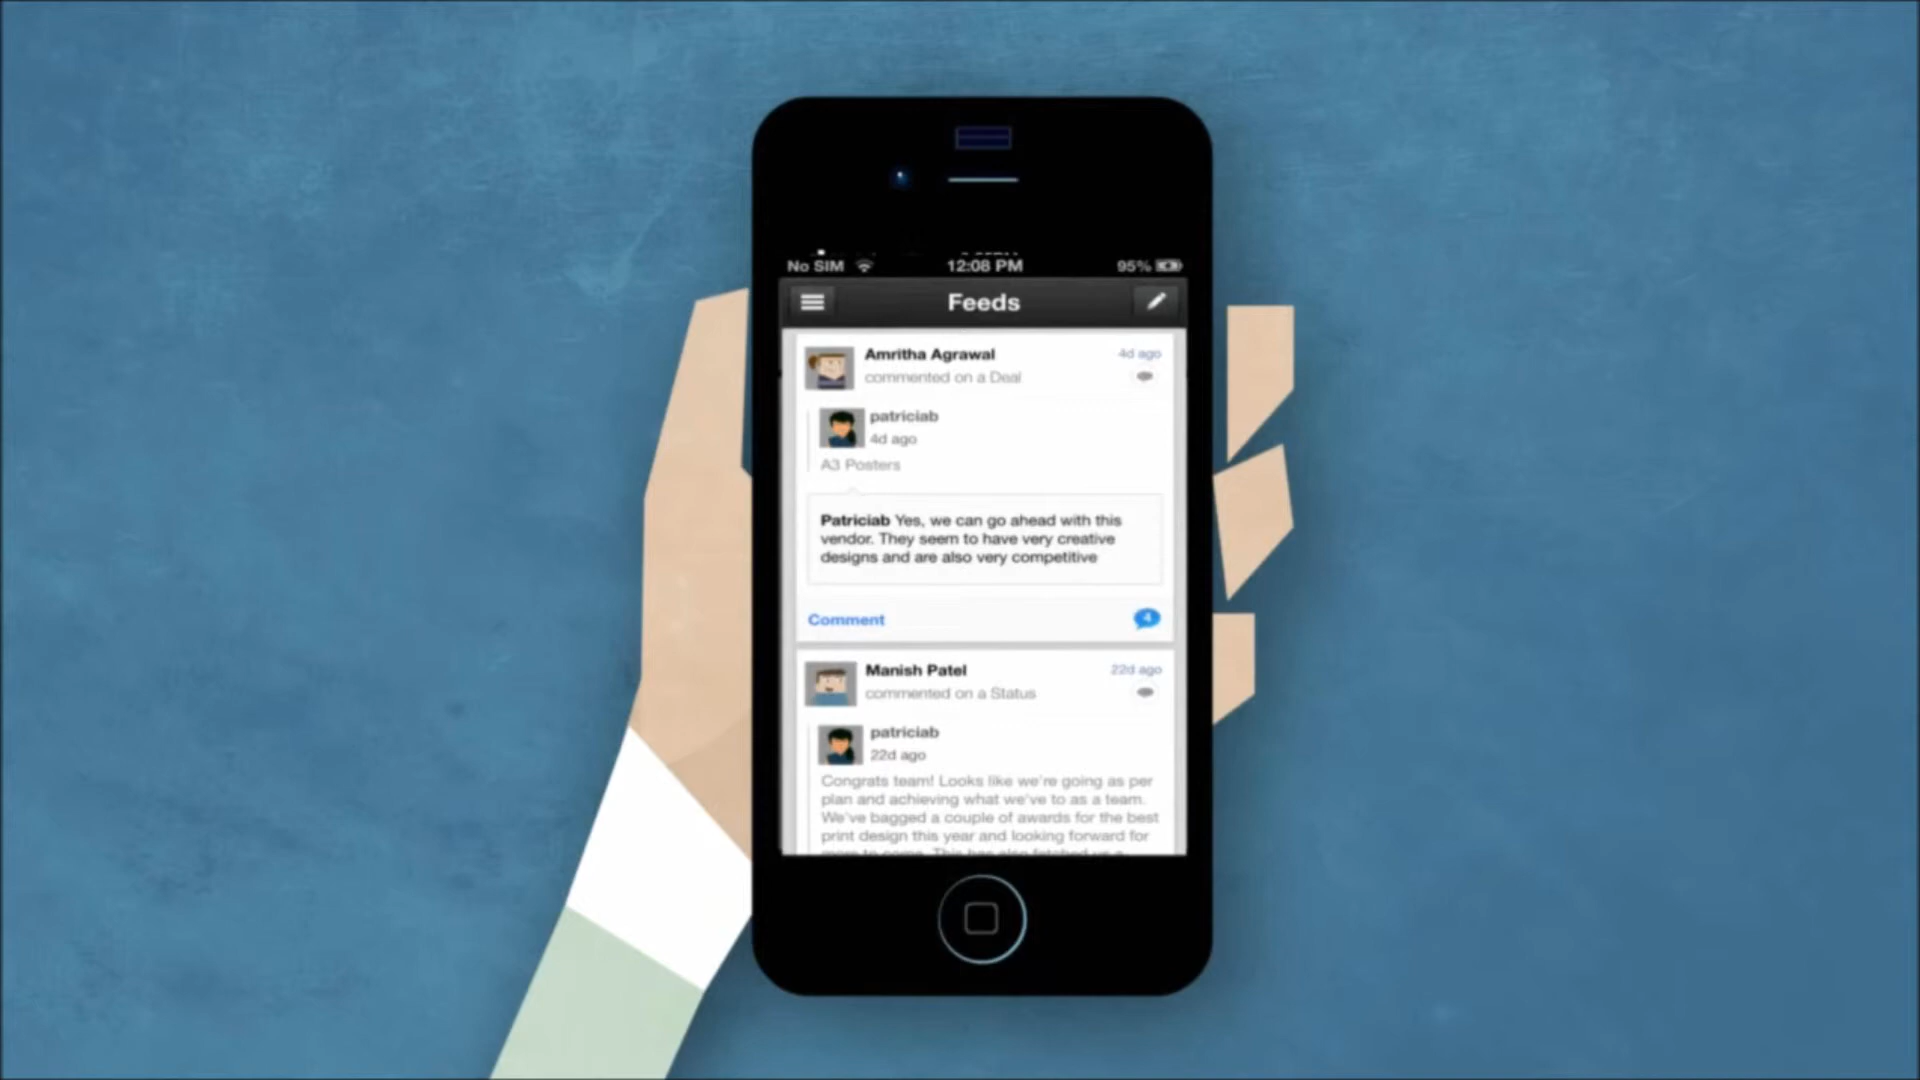 No SIM 12:08 PM 95%
Feeds
Amritha Agrawal 4d ago
commented on a Deal
patriciab
4d ago
A3 Posters
Patriciab Yes, we can go ahead with this
vendor. They seem to have very creative
designs and are also very competitive
Comment 4
Manish Patel 22d ago
commented on a Status
patriciab
22d ago
Congrats team! Looks like we're going as per
plan and achieving what we've to as a team.
We've bagged a couple of awards for the best
print design this year and looking forward for